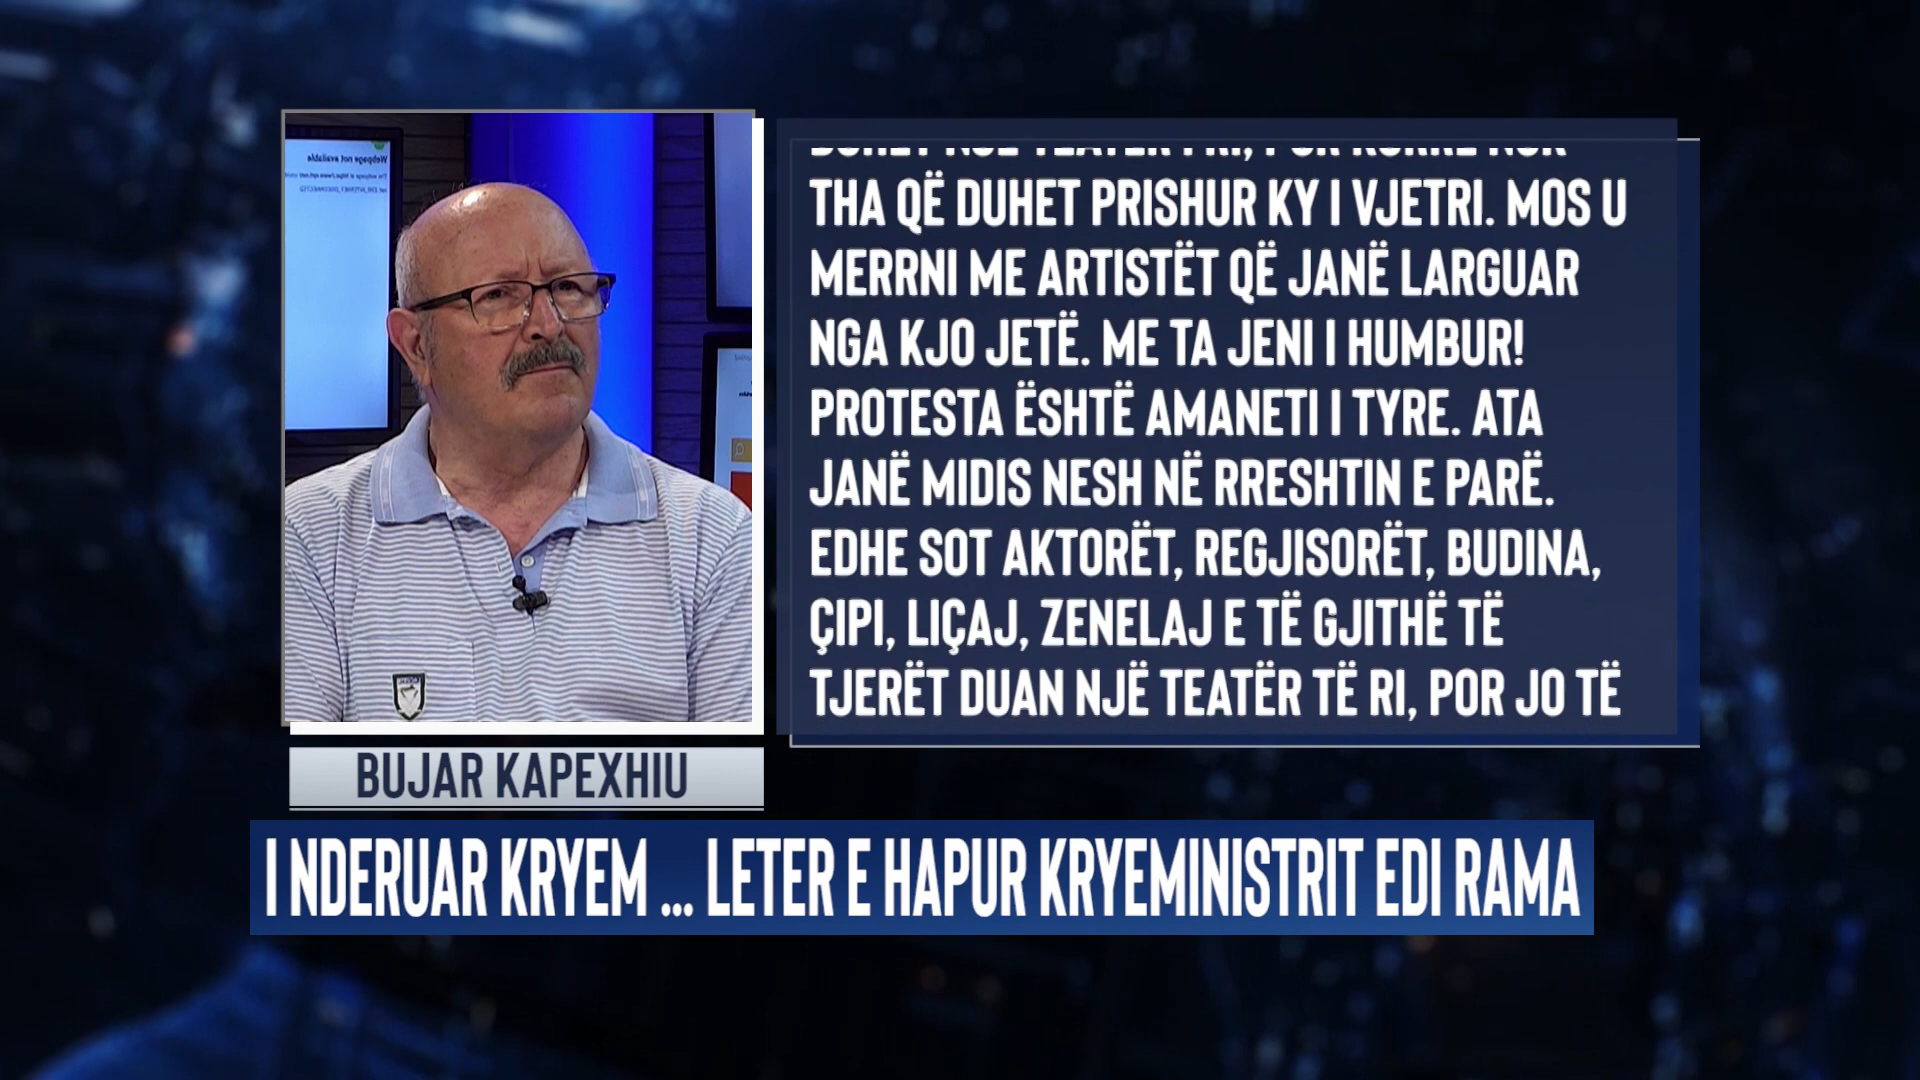 Webpage not available
THA QË DUHET PRISHUR KY I VJETRI. MOS U
MERRNI ME ARTISTËT QË JANË LARGUAR
NGA KJO JETË. ME TA JENI I HUMBUR!
PROTESTA ËSHTË AMANETI I TYRE. ATA
JANË MIDIS NESH NË RRESHTIN E PARË.
EDHE SOT AKTORËT, REGJISORËT, BUDINA,
ÇIPI, LIÇAJ, ZENELAJ E TË GJITHË TË
TJERËT DUAN NJË TEATËR TË RI, POR JO TË
BUJAR KAPEXHIU
I NDERUAR KRYEM ... LETER E HAPUR KRYEMINISTRIT EDI RAMA